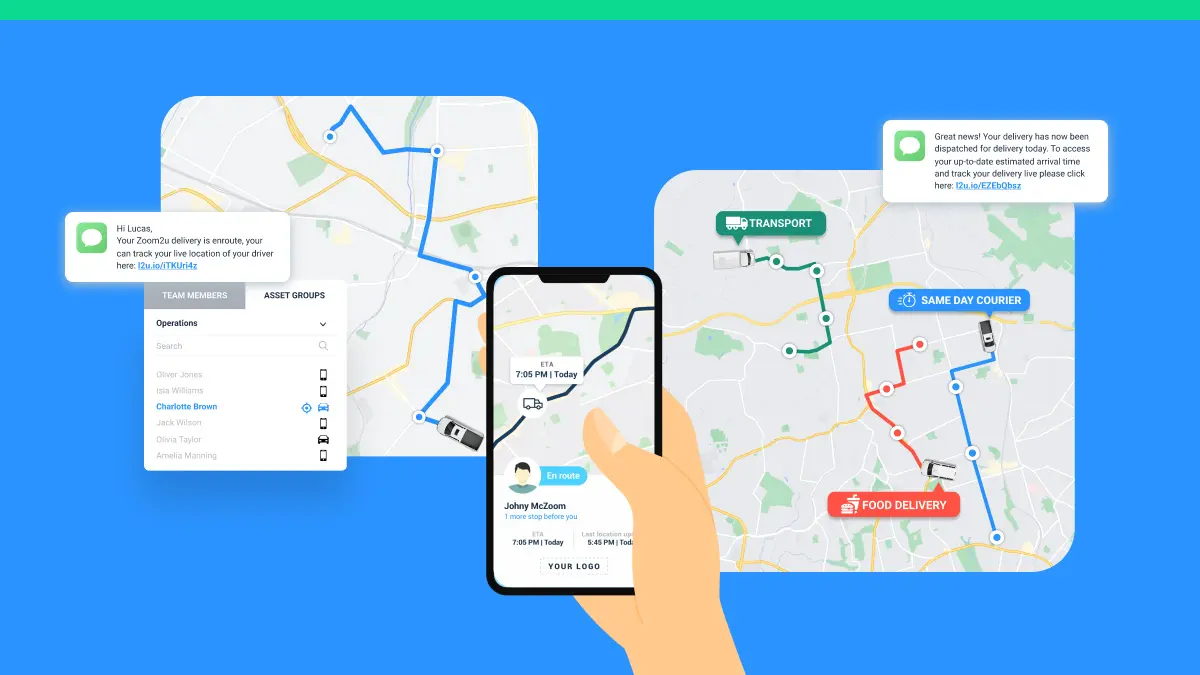 Hi Lucas,
Your Zoom2u delivery is enroute, your
can track your live location of your driver
here: l2u.io/iTKUri4z
TEAM MEMBERS
ASSET GROUPS
Operations
Search
Oliver Jones
Isia Williams
Charlotte Brown
Jack Wilson
Olivia Taylor
Amelia Manning
ETA
7:05 PM | Today
En route
Johny McZoom
1 more stop before you
ETA
7:05 PM | Today
Last location upd
5:45 PM | Toda
YOUR LOGO
Great news! Your delivery has now been
dispatched for delivery today. To access
your up-to-date estimated arrival time
and track your delivery live please click
here: l2u.io/EZEbQbsz
TRANSPORT
SAME DAY COURIER
FOOD DELIVERY